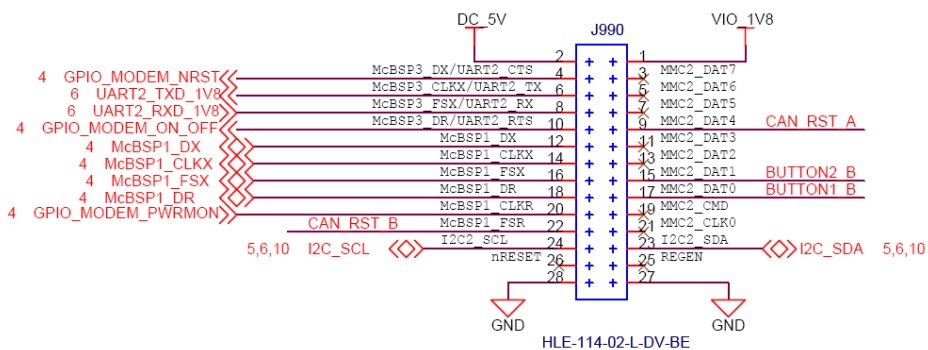 DC_5V VIO_1V8
J990
2 1
4 GPIO_MODEM_NRST McBSP3_DX/UART2_CTS 4 3 MMC2_DAT7
6 UART2_TXD_1V8 McBSP3_CLKX/UART2_TX 6 5 MMC2_DAT6
6 UART2_RXD_1V8 McBSP3_FSX/UART2_RX 8 7 MMC2_DAT5
4 GPIO_MODEM_ON_OFF McBSP3_DR/UART2_RTS 10 9 MMC2_DAT4 CAN_RST_A
4 McBSP1_DX McBSP1_DX 12 11 MMC2_DAT3
4 McBSP1_CLKX McBSP1_CLKX 14 13 MMC2_DAT2
4 McBSP1_FSX McBSP1_FSX 16 15 MMC2_DAT1 BUTTON2_B
4 McBSP1_DR McBSP1_DR 18 17 MMC2_DAT0 BUTTON1_B
4 GPIO_MODEM_PWRMON McBSP1_CLKR 20 19 MMC2_CMD
CAN_RST_B McBSP1_FSR 22 21 MMC2_CLK0
5,6,10 I2C_SCL I2C2_SCL 24 23 I2C2_SDA I2C_SDA 5,6,10
nRESET 26 25 REGEN
28 27
GND GND
HLE-114-02-L-DV-BE